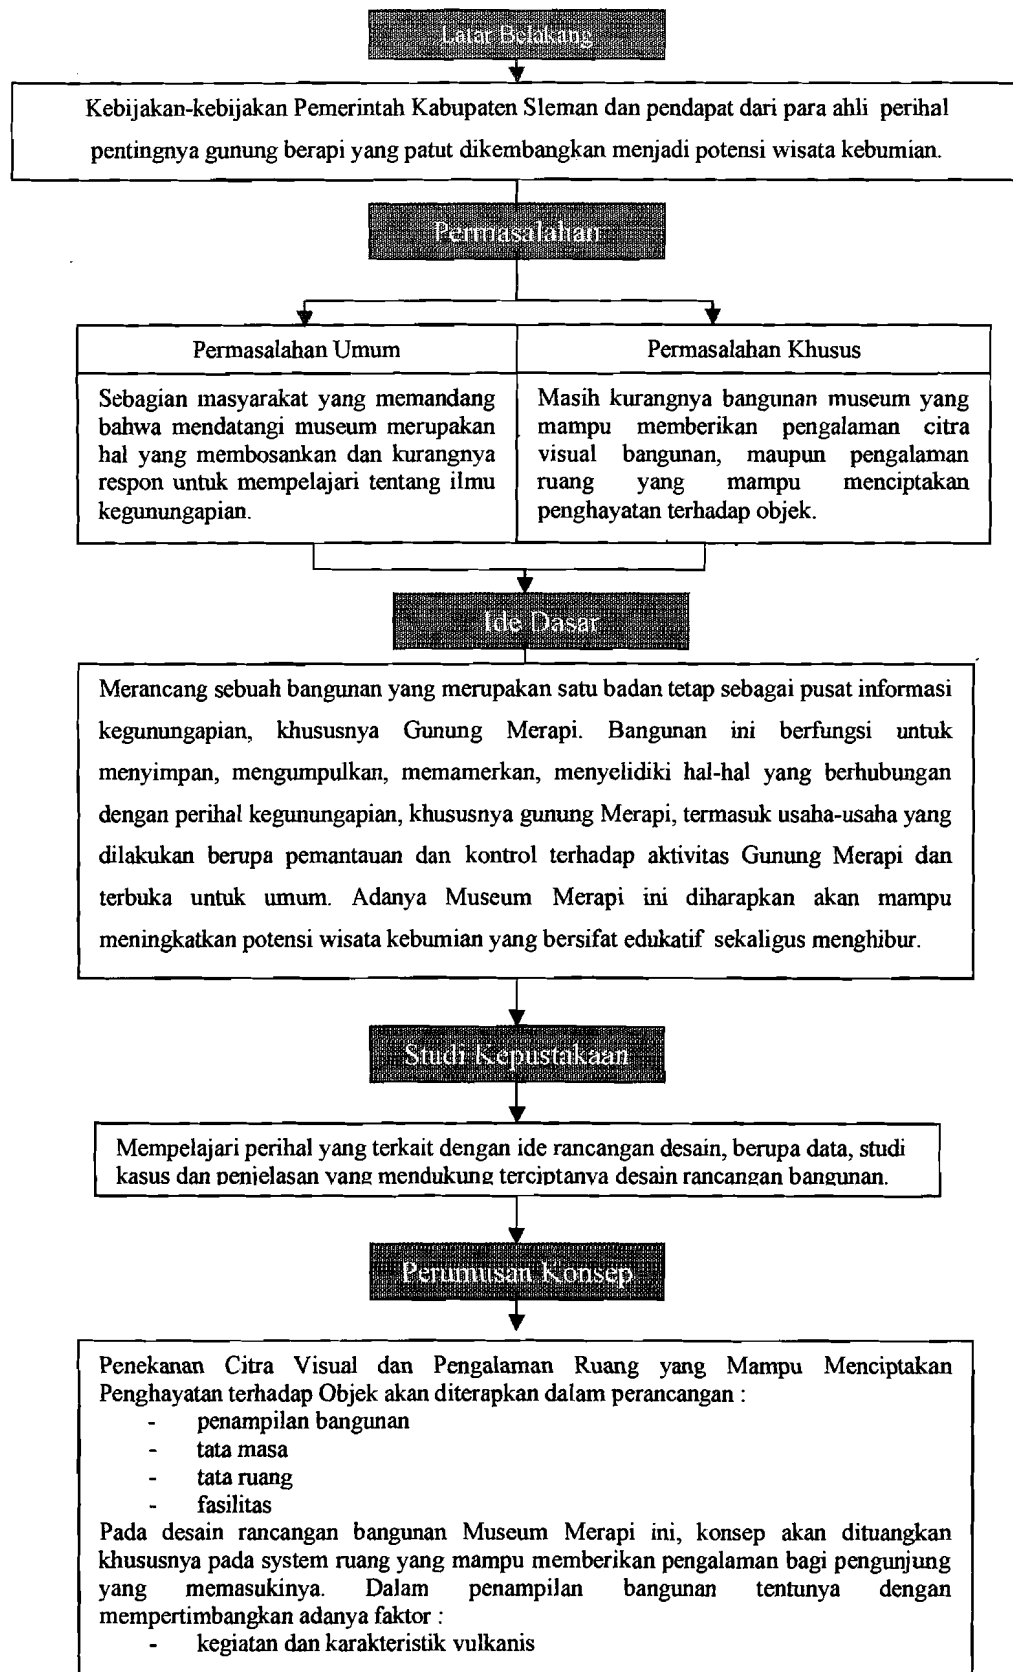 Latar Belakang
Kebijakan-kebijakan Pemerintah Kabupaten Sleman dan pendapat dari para ahli perihal
pentingnya gunung berapi yang patut dikembangkan menjadi potensi wisata kebumian.
Permasalahan
Permasalahan Umum
Sebagian masyarakat yang memandang
bahwa mendatangi museum merupakan
hal yang membosankan dan kurangnya
respon untuk mempelajari tentang ilmu
kegunungapian.
Permasalahan Khusus
Masih kurangnya bangunan museum yang
mampu memberikan pengalaman citra
visual bangunan, maupun pengalaman
ruang yang mampu menciptakan
penghayatan terhadap objek.
Ide Dasar
Merancang sebuah bangunan yang merupakan satu badan tetap sebagai pusat informasi
kegunungapian, khususnya Gunung Merapi. Bangunan ini berfungsi untuk
menyimpan, mengumpulkan, memamerkan, menyelidiki hal-hal yang berhubungan
dengan perihal kegunungapian, khususnya gunung Merapi, termasuk usaha-usaha yang
dilakukan berupa pemantauan dan kontrol terhadap aktivitas Gunung Merapi dan
terbuka untuk umum. Adanya Museum Merapi ini diharapkan akan mampu
meningkatkan potensi wisata kebumian yang bersifat edukatif sekaligus menghibur.
Studi Kepustakaan
Mempelajari perihal yang terkait dengan ide rancangan desain, berupa data, studi
kasus dan penjelasan yang mendukung terciptanya desain rancangan bangunan.
Perumusan Konsep
Penekanan Citra Visual dan Pengalaman Ruang yang Mampu Menciptakan
Penghayatan terhadap Objek akan diterapkan dalam perancangan :
- penampilan bangunan
- tata masa
- tata ruang
- fasilitas
Pada desain rancangan bangunan Museum Merapi ini, konsep akan dituangkan
khususnya pada system ruang yang mampu memberikan pengalaman bagi pengunjung
yang memasukinya. Dalam penampilan bangunan tentunya dengan
mempertimbangkan adanya faktor :
- kegiatan dan karakteristik vulkanis